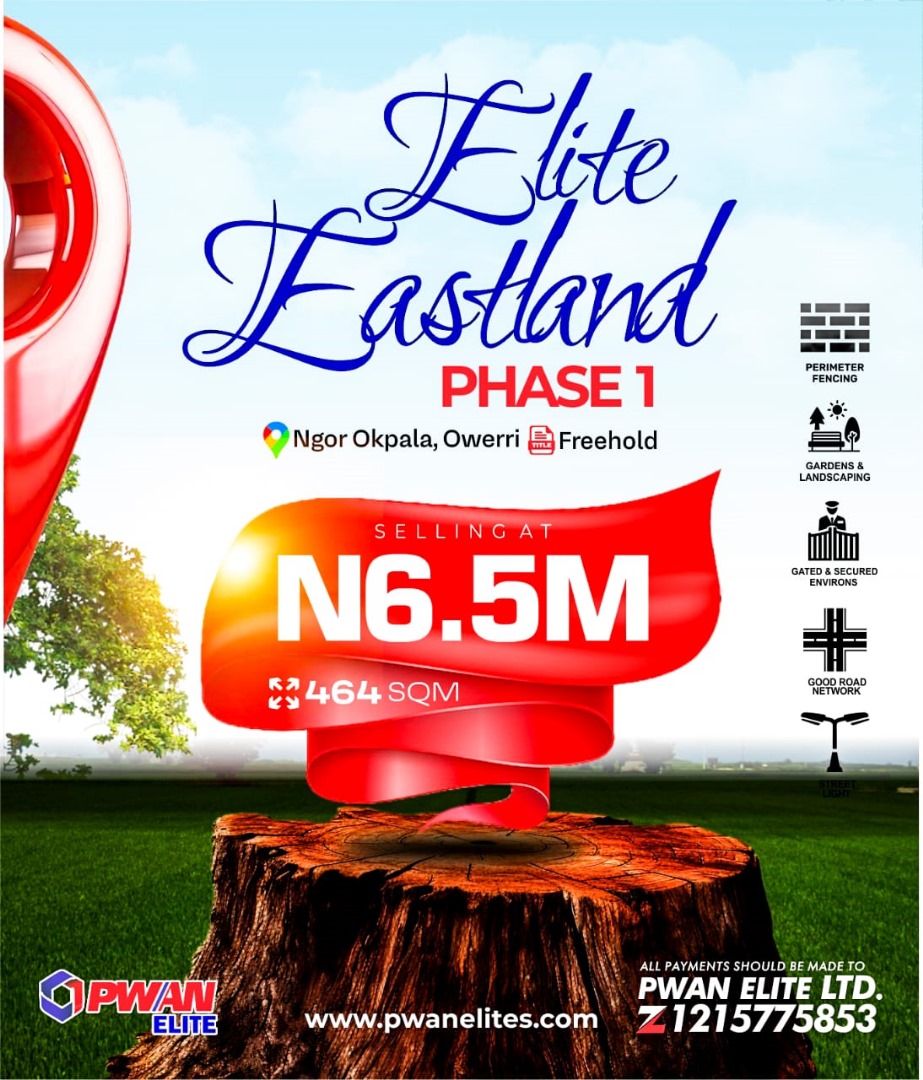 Elite
Eastland
PHASE 1
Ngor Okpala, Owerri TITLE Freehold
SELLING AT
N6.5M
464 SQM
PERIMETER
FENCING
GARDENS &
LANDSCAPING
GATED & SECURED
ENVIRONS
GOOD ROAD
NETWORK
STREET
LIGHT
PWAN
ELITE
www.pwanelites.com
ALL PAYMENTS SHOULD BE MADE TO
PWAN ELITE LTD.
1215775853